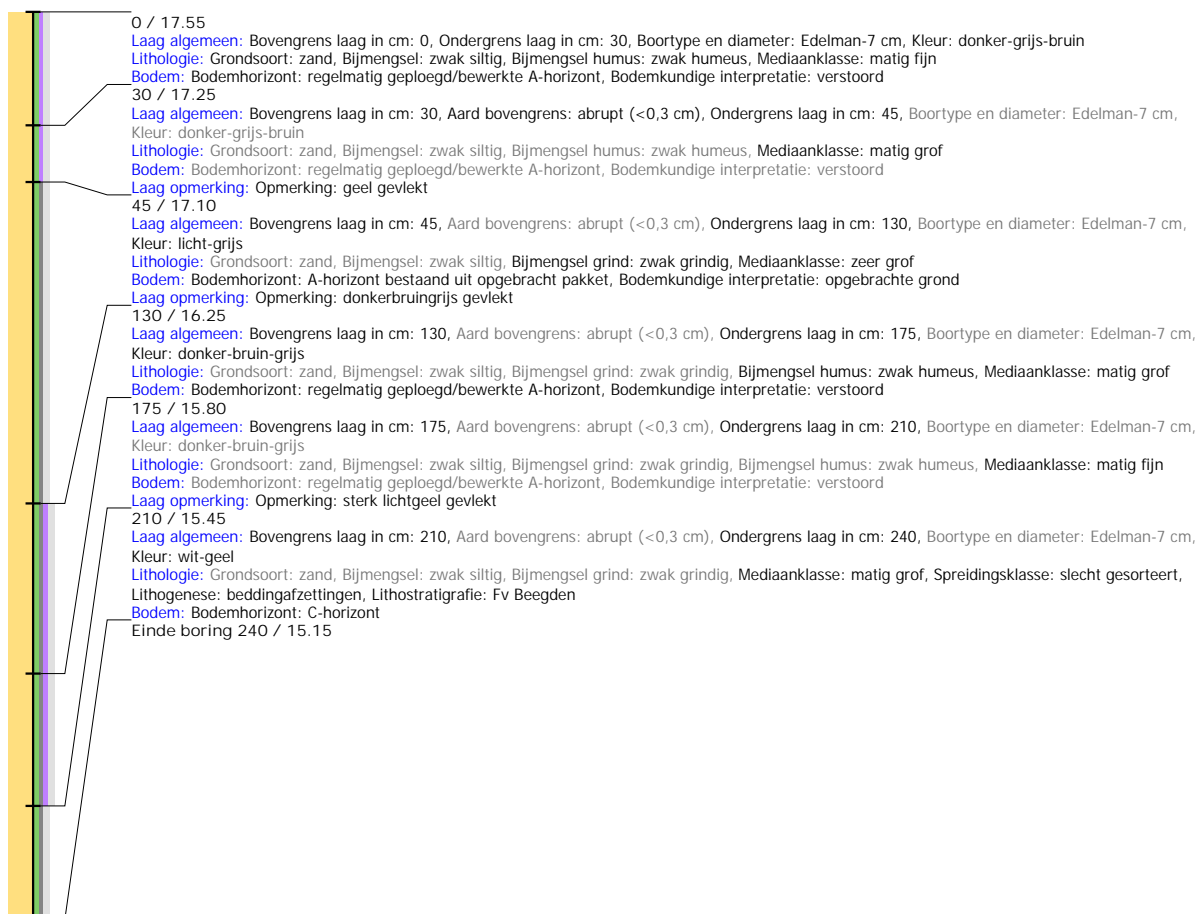 0 / 17.55
Laag algemeen: Bovengrens laag in cm: 0, Ondergrens laag in cm: 30, Boortype en diameter: Edelman-7 cm, Kleur: donker-grijs-bruin
Lithologie: Grondsoort: zand, Bijmengsel: zwak siltig, Bijmengsel humus: zwak humeus, Mediaanklasse: matig fijn
Bodem: Bodemhorizont: regelmatig geploegd/bewerkte A-horizont, Bodemkundige interpretatie: verstoord
30 / 17.25
Laag algemeen: Bovengrens laag in cm: 30, Aard bovengrens: abrupt (<0,3 cm), Ondergrens laag in cm: 45, Boortype en diameter: Edelman-7 cm,
Kleur: donker-grijs-bruin
Lithologie: Grondsoort: zand, Bijmengsel: zwak siltig, Bijmengsel humus: zwak humeus, Mediaanklasse: matig grof
Bodem: Bodemhorizont: regelmatig geploegd/bewerkte A-horizont, Bodemkundige interpretatie: verstoord
Laag opmerking: Opmerking: geel gevlekt
45 / 17.10
Laag algemeen: Bovengrens laag in cm: 45, Aard bovengrens: abrupt (<0,3 cm), Ondergrens laag in cm: 130, Boortype en diameter: Edelman-7 cm,
Kleur: licht-grijs
Lithologie: Grondsoort: zand, Bijmengsel: zwak siltig, Bijmengsel grind: zwak grindig, Mediaanklasse: zeer grof
Bodem: Bodemhorizont: A-horizont bestaand uit opgebracht pakket, Bodemkundige interpretatie: opgebrachte grond
Laag opmerking: Opmerking: donkerbruingrijs gevlekt
130 / 16.25
Laag algemeen: Bovengrens laag in cm: 130, Aard bovengrens: abrupt (<0,3 cm), Ondergrens laag in cm: 175, Boortype en diameter: Edelman-7 cm,
Kleur: donker-bruin-grijs
Lithologie: Grondsoort: zand, Bijmengsel: zwak siltig, Bijmengsel grind: zwak grindig, Bijmengsel humus: zwak humeus, Mediaanklasse: matig grof
Bodem: Bodemhorizont: regelmatig geploegd/bewerkte A-horizont, Bodemkundige interpretatie: verstoord
175 / 15.80
Laag algemeen: Bovengrens laag in cm: 175, Aard bovengrens: abrupt (<0,3 cm), Ondergrens laag in cm: 210, Boortype en diameter: Edelman-7 cm,
Kleur: donker-bruin-grijs
Lithologie: Grondsoort: zand, Bijmengsel: zwak siltig, Bijmengsel grind: zwak grindig, Bijmengsel humus: zwak humeus, Mediaanklasse: matig fijn
Bodem: Bodemhorizont: regelmatig geploegd/bewerkte A-horizont, Bodemkundige interpretatie: verstoord
Laag opmerking: Opmerking: sterk lichtgeel gevlekt
210 / 15.45
Laag algemeen: Bovengrens laag in cm: 210, Aard bovengrens: abrupt (<0,3 cm), Ondergrens laag in cm: 240, Boortype en diameter: Edelman-7 cm,
Kleur: wit-geel
Lithologie: Grondsoort: zand, Bijmengsel: zwak siltig, Bijmengsel grind: zwak grindig, Mediaanklasse: matig grof, Spreidingsklasse: slecht gesorteert,
Lithogenese: beddingafzettingen, Lithostratigrafie: Fv Beegden
Bodem: Bodemhorizont: C-horizont
Einde boring 240 / 15.15